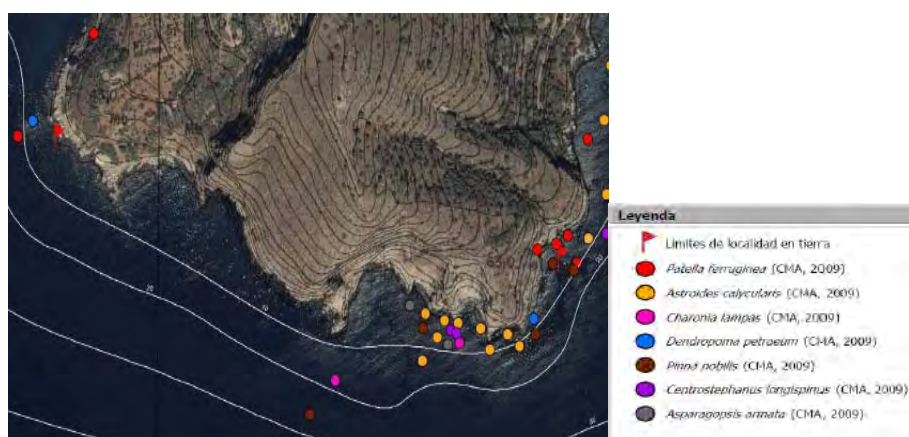 Leyenda
Limites de localidad en tierra
Patella ferruginea (CMA, 2009)
Astroides calycularis (CMA, 2009)
Charonia lampas (CMA, 2009)
Dendropoma petraeum (CMA, 2009)
Pinna nobilis (CMA, 2009)
Centrostephanus longispinus (CMA, 2009)
Asparagopsis armata (CMA, 2009)